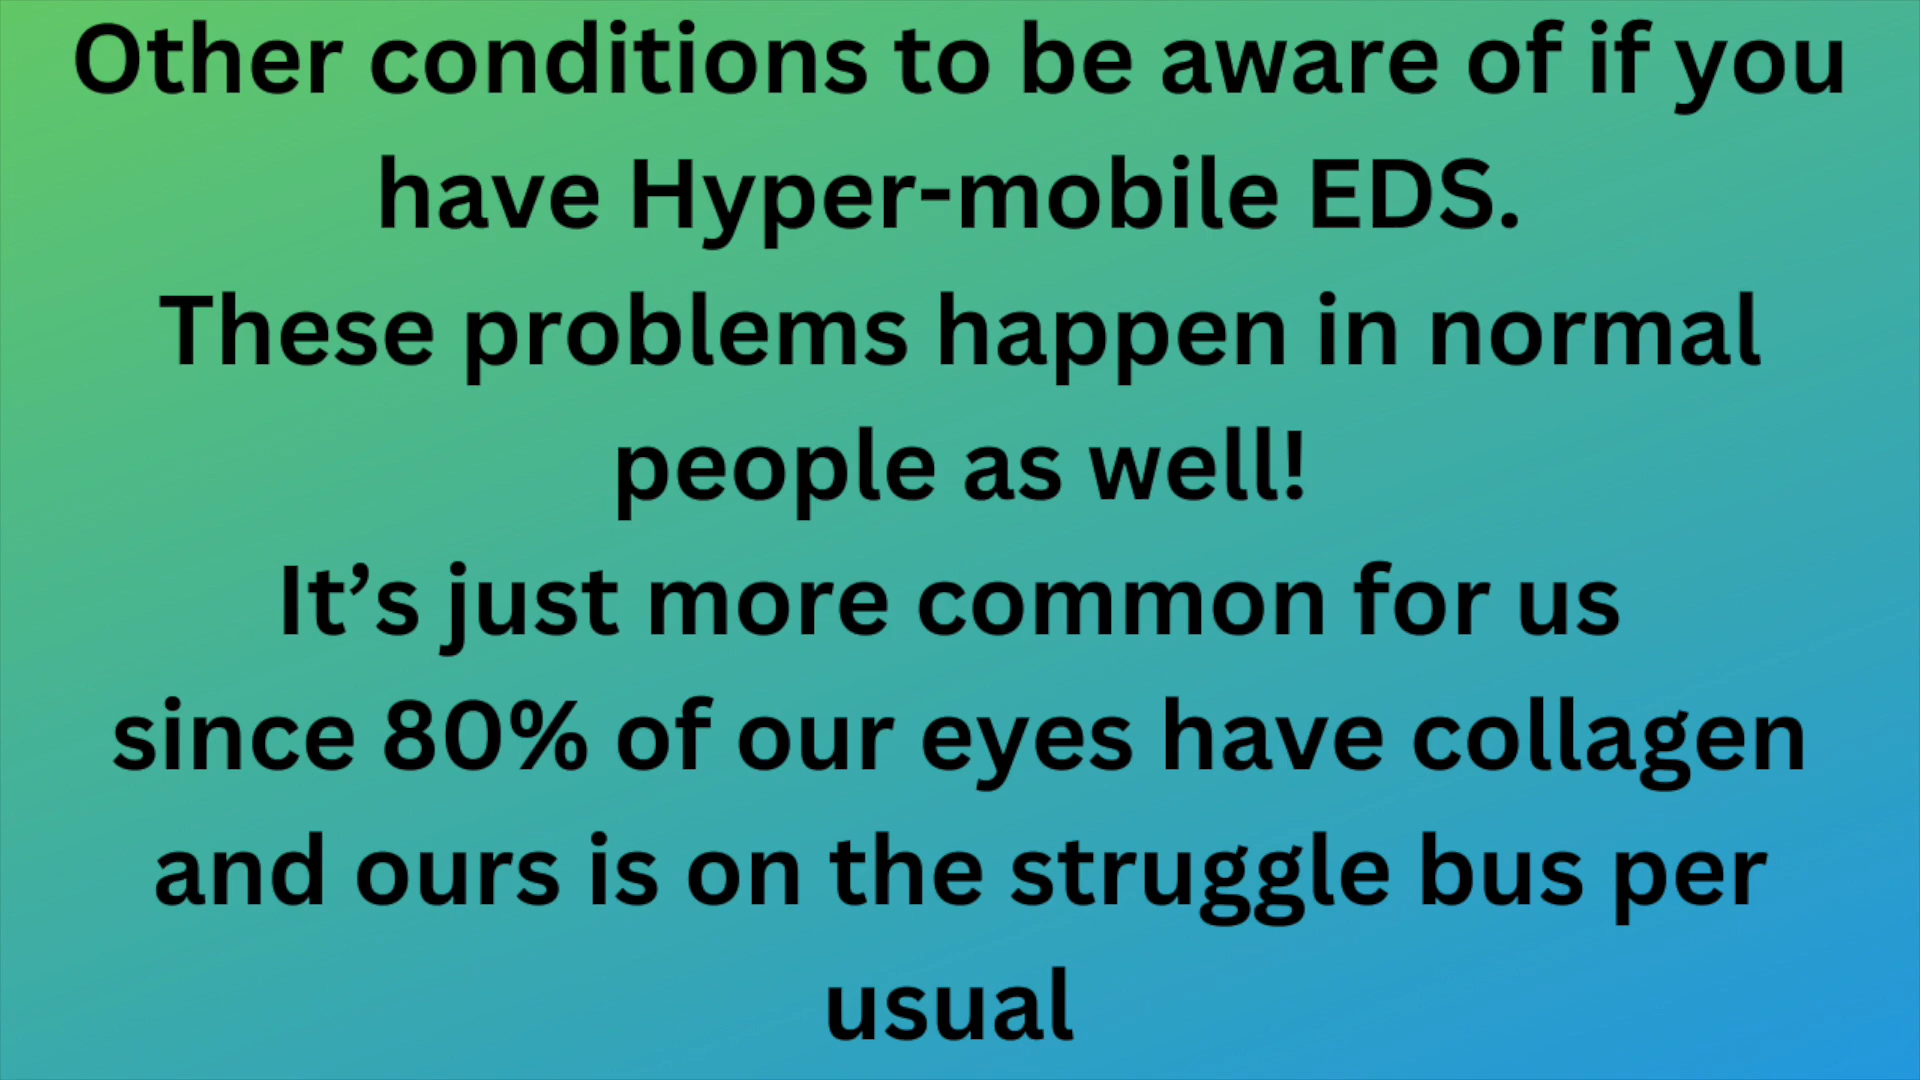 Other conditions to be aware of if you
have Hyper-mobile EDS.
These problems happen in normal
people as well!
It’s just more common for us
since 80% of our eyes have collagen
and ours is on the struggle bus per
usual